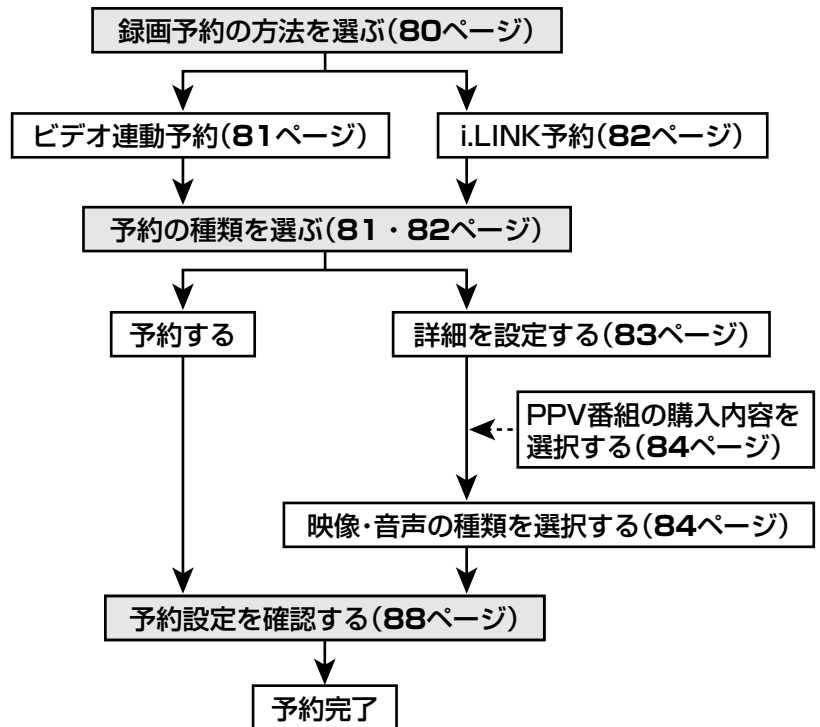 録画予約の方法を選ぶ(80ページ)
ビデオ連動予約(81ページ)
i.LINK予約(82ページ)
予約の種類を選ぶ(81・82ページ)
予約する
詳細を設定する(83ページ)
PPV番組の購入内容を
選択する(84ページ)
映像・音声の種類を選択する(84ページ)
予約設定を確認する(88ページ)
予約完了